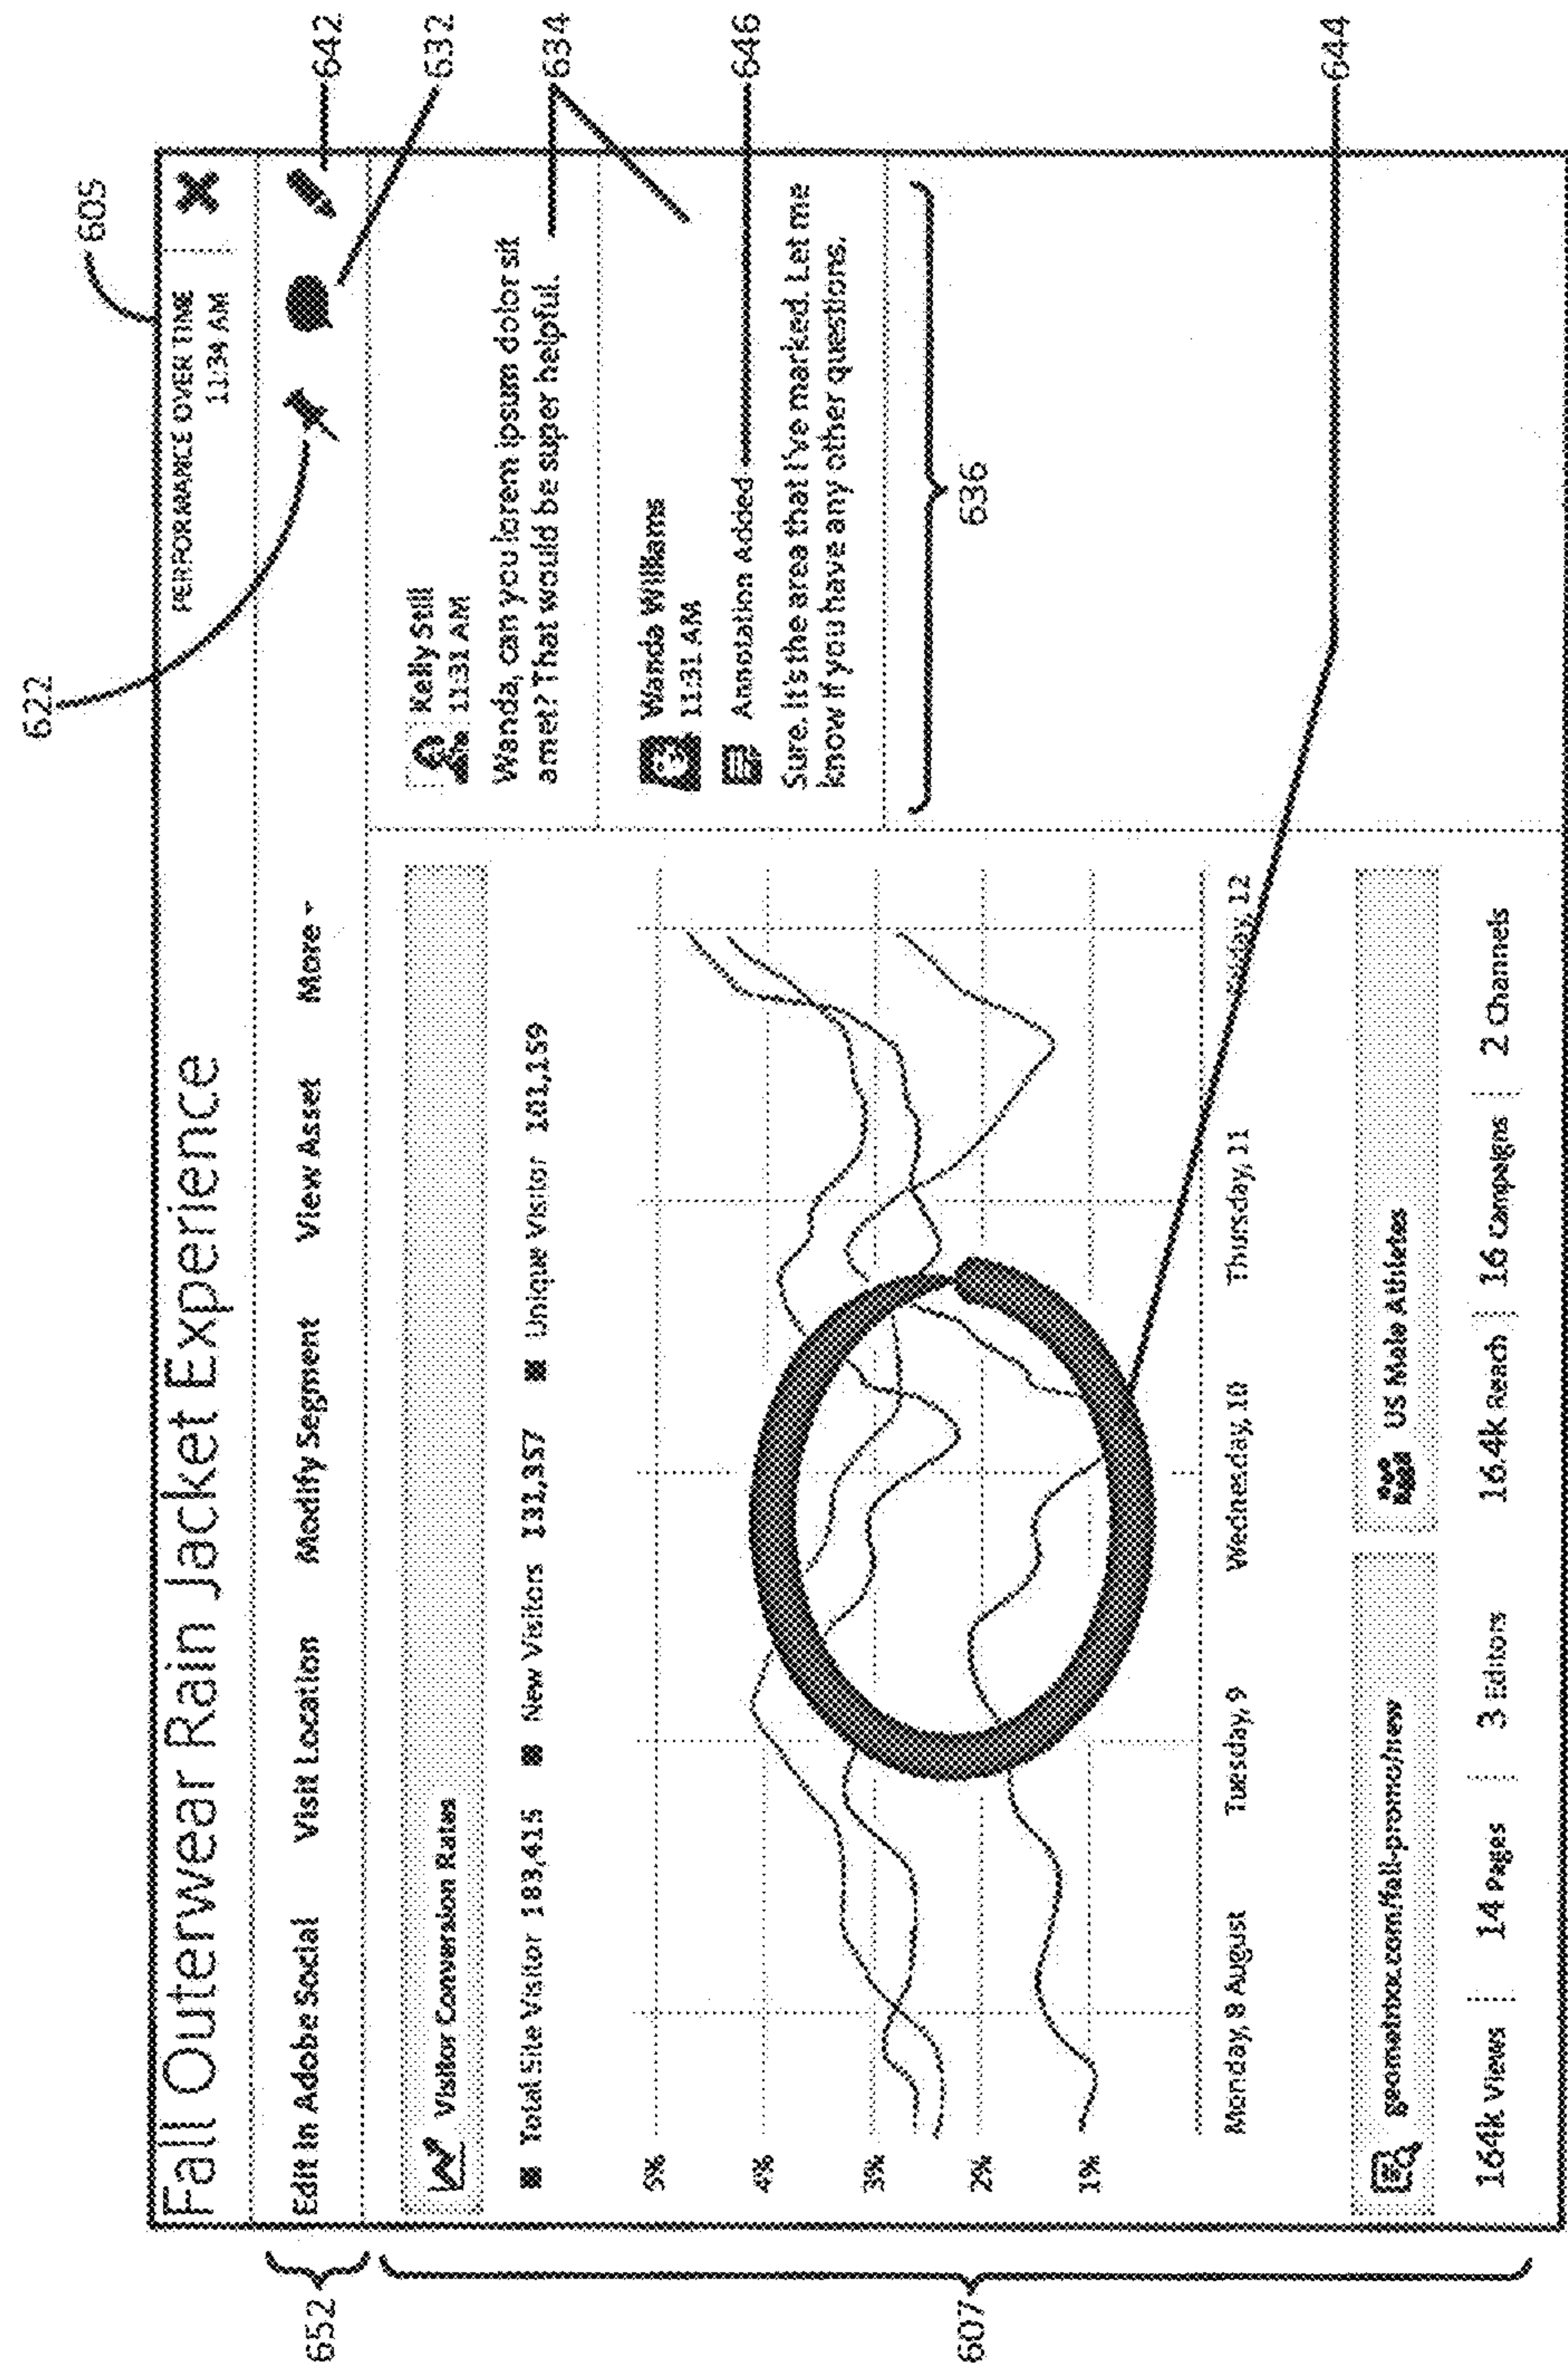 622
605
Fall Outerwear Rain Jacket Experience
PERFORMANCE OVER TIME
11:34 AM
652
Edit in Adobe Social Visit Location Modify Segment View Asset More
642
632
607
Visitor Conversion Rates
Total Site Visitor 183,415 New Visitors 131,357 Unique Visitor 101,159
5%
4%
3%
2%
1%
Monday, 8 August Tuesday, 9 Wednesday, 10 Thursday, 11 12
geometrixx.com/fall-promo/new
US Male Athletes
164k Views 14 Pages 3 Editors 16.4k Reach 16 Campaigns 2 Channels
Kelly Still
11:31 AM
Wanda, can you lorem ipsum dolor sit
amet? That would be super helpful.
634
Wanda Williams
11:31 AM
Annotation Added
646
Sure. It's the area that I've marked. Let me
know if you have any other questions.
636
644